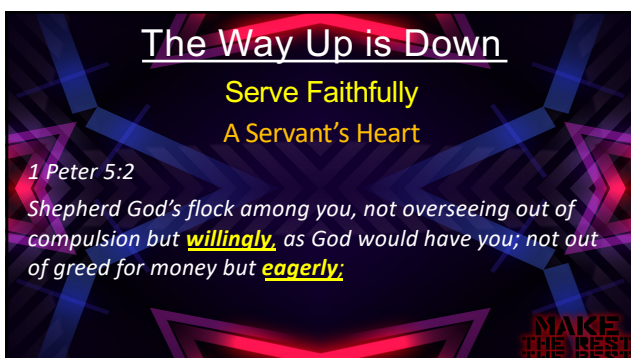 The Way Up is Down
Serve Faithfully
A Servant’s Heart
1 Peter 5:2
Shepherd God’s flock among you, not overseeing out of
compulsion but willingly, as God would have you; not out
of greed for money but eagerly;
MAKE
THE BEST